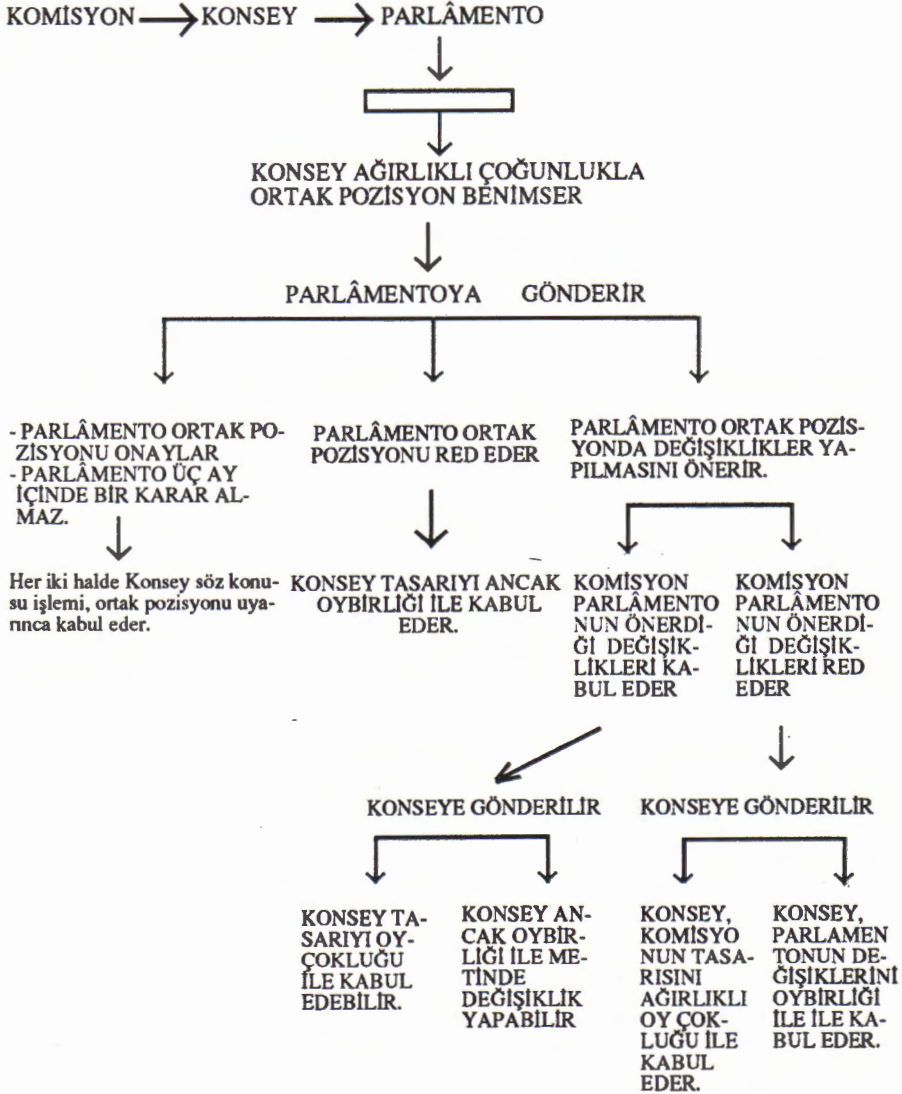 KOMİSYON KONSEY PARLÂMENTO
KONSEY AĞIRLIKLI ÇOĞUNLUKLA
ORTAK POZİSYON BENİMSER
PARLÂMENTOYA GÖNDERİR
- PARLÂMENTO ORTAK PO-
ZİSYONU ONAYLAR
- PARLÂMENTO ÜÇ AY
İÇİNDE BİR KARAR AL-
MAZ.
Her iki halde Konsey söz konu-
su işlemi, ortak pozisyonu uya-
rınca kabul eder.
PARLÂMENTO ORTAK
POZİSYONU RED EDER
KONSEY TASARIYI ANCAK
OYBİRLİĞİ İLE KABUL
EDER.
PARLÂMENTO ORTAK POZİS-
YONDA DEĞİŞİKLİKLER YA-
PILMASINI ÖNERİR.
KOMİSYON
PARLÂMENTO
NUN ÖNERDİ-
Ğİ DEĞİŞİK-
LİKLERİ KA-
BUL EDER
KOMİSYON
PARLÂMENTO
NUN ÖNERDİ-
Ğİ DEĞİŞİK-
LİKLERİ RED
EDER
KONSEYE GÖNDERİLİR
KONSEY TA-
SARIYI OY-
ÇOKLUĞU
İLE KABUL
EDEBİLİR.
KONSEY AN-
CAK OYBİR-
LİĞİ İLE ME-
TİNDE
DEĞİŞİKLİK
YAPABİLİR
KONSEYE GÖNDERİLİR
KONSEY,
KOMİSYO
NUN TASA-
RISINI
AĞIRLIKLI
OY ÇOK-
LUĞU İLE
KABUL
EDER.
KONSEY,
PARLAMEN
TONUN DE-
ĞİŞİKLERİNİ
OYBİRLİĞİ
İLE İLE KA-
BUL EDER.